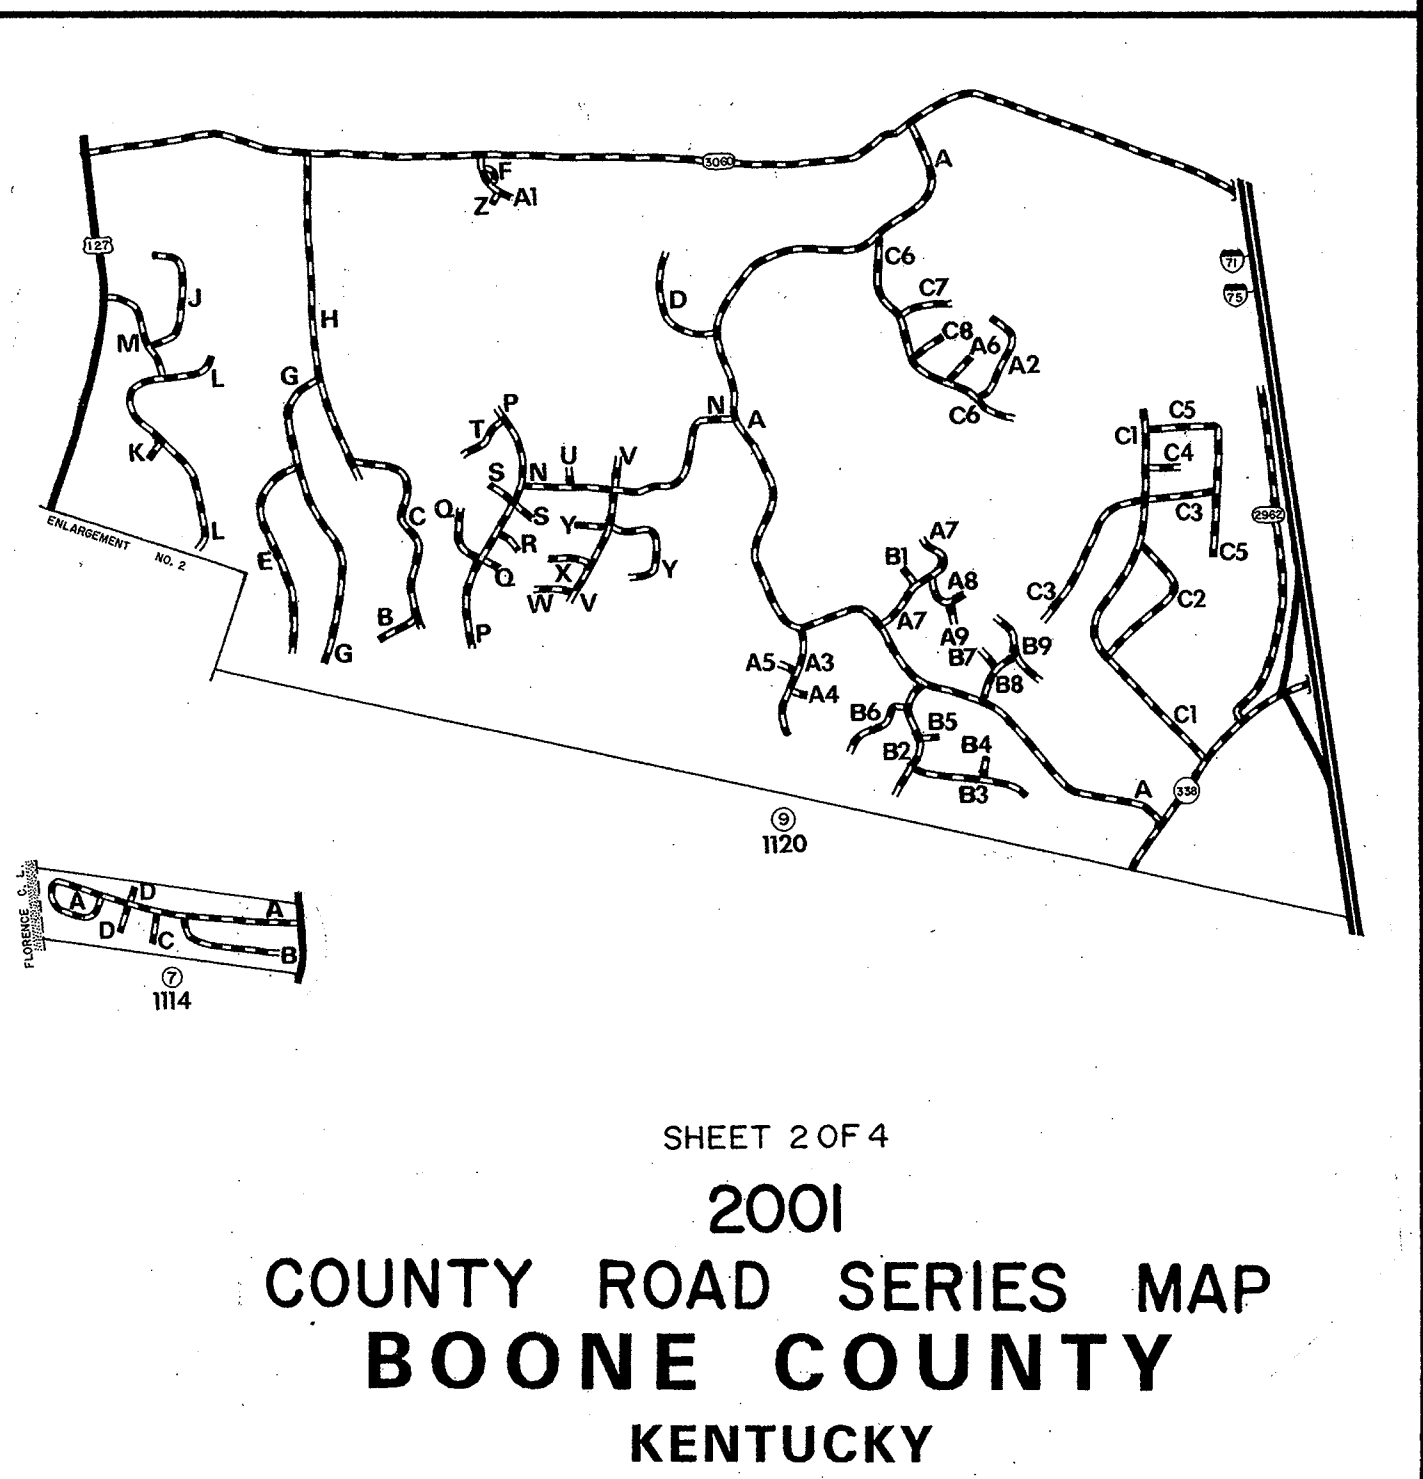 3060
A
F
A1
Z
127
C6
71
J
D
C7
75
H
C8
M
A6
A2
G
L
P
N
A
C6
C5
T
C1
K
S
N
U
V
C4
Q
C
S
Y
C3
2962
L
ENLARGEMENT NO. 2
R
A7
C5
E
Q
X
Y
B1
A8
C3
W
V
C2
B
A7
A9
P
B9
G
A5
A3
B7
A4
B8
B6
B5
C1
B2
B4
B3
A
338
9
1120
FLORENCE C. L.
A
D
A
D
C
B
7
1114
SHEET 2 OF 4
2001
COUNTY ROAD SERIES MAP
BOONE COUNTY
KENTUCKY